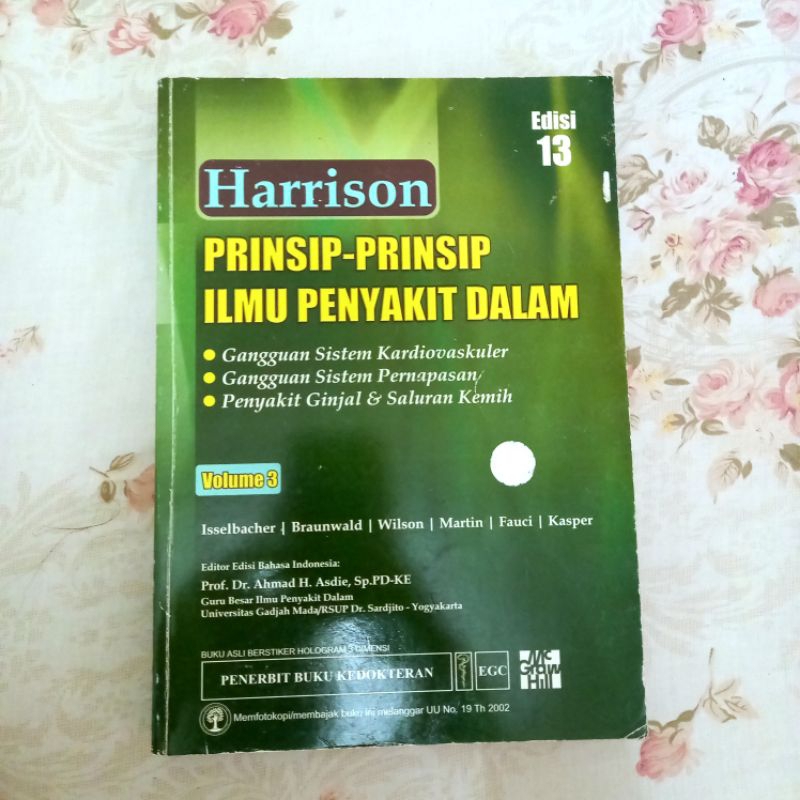 Edisi
13
Harrison
PRINSIP-PRINSIP
ILMU PENYAKIT DALAM
Gangguan Sistem Kardiovaskuler
Gangguan Sistem Pernapasan
Penyakit Ginjal & Saluran Kemih
Volume 3
Isselbacher | Braunwald | Wilson | Martin | Fauci | Kasper
Editor Edisi Bahasa Indonesia:
Prof. Dr. Ahmad H. Asdie, Sp.PD-KE
Guru Besar Ilmu Penyakit Dalam
Universitas Gadjah Mada/RSUP Dr. Sardjito - Yogyakarta
BUKU ASLI BERSTIKER HOLOGRAM 3 DIMENSI
PENERBIT BUKU KEDOKTERAN
EGC
Mc
Graw
Hill
Memfotokopi/membajak buku ini melanggar UU No. 19 Th 2002